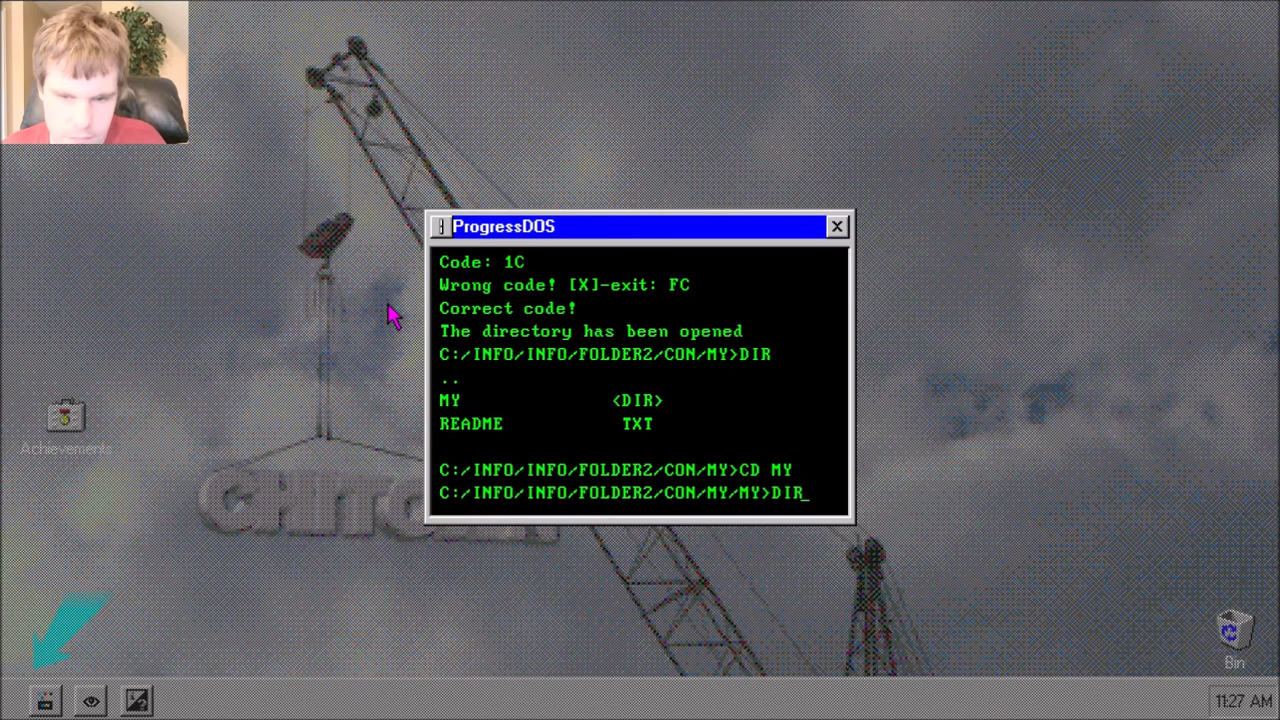 ProgressDOS
Code: 1C
Wrong code! [X]-exit: FC
Correct code!
The directory has been opened
C:/INFO/INFO/FOLDER2/CON/MY>DIR
..
MY <DIR>
README TXT
C:/INFO/INFO/FOLDER2/CON/MY>CD MY
C:/INFO/INFO/FOLDER2/CON/MY/MY>DIR_
Achievements
Bin
11:27 AM